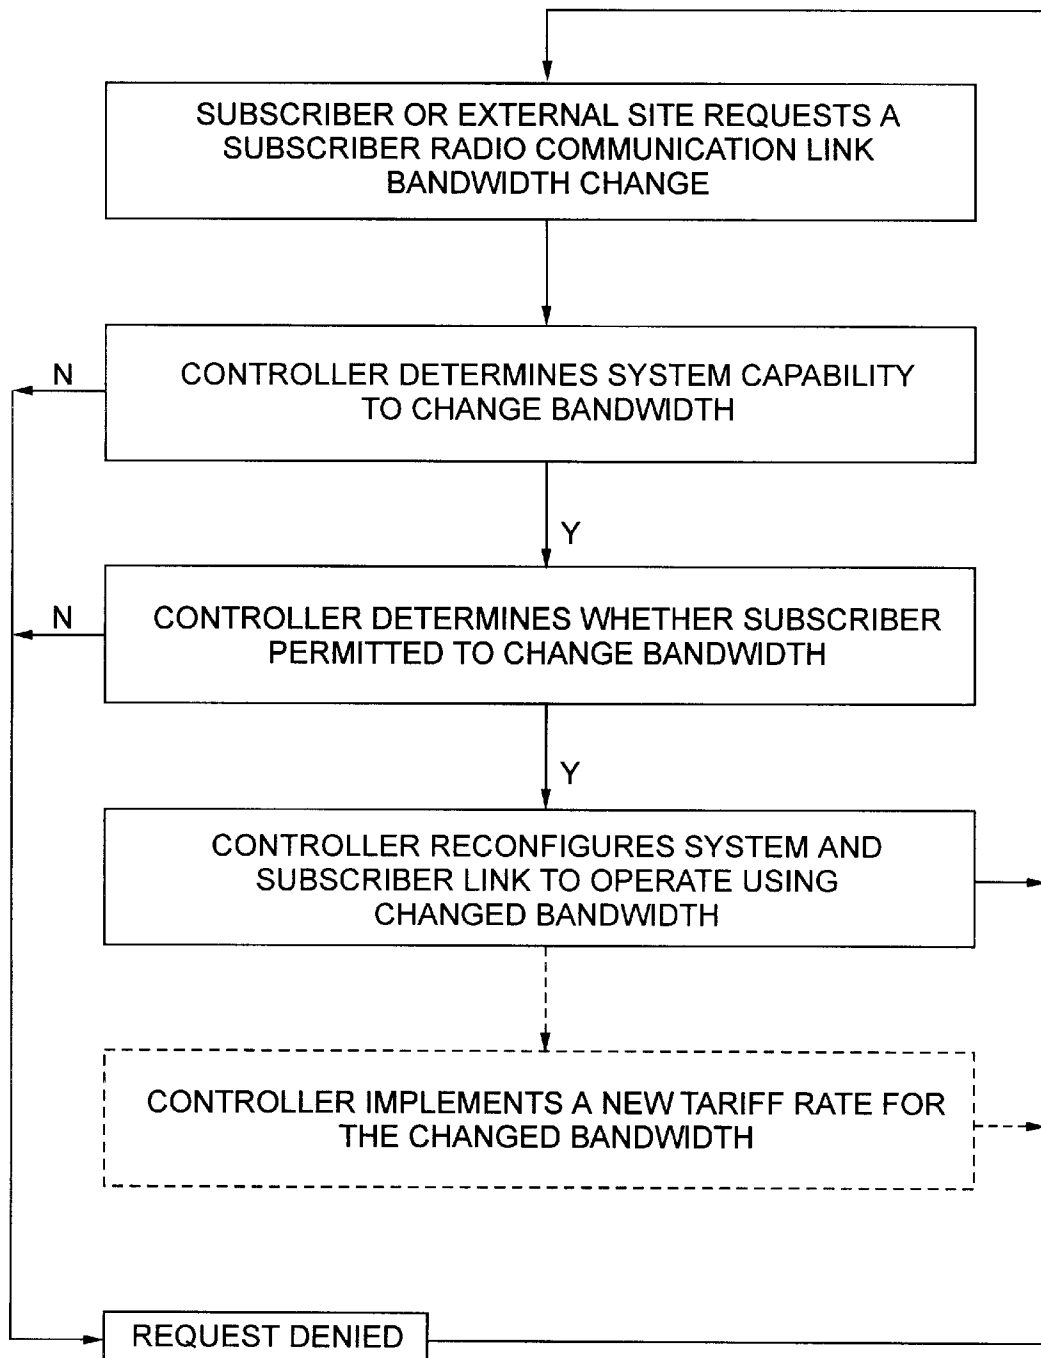 SUBSCRIBER OR EXTERNAL SITE REQUESTS A
SUBSCRIBER RADIO COMMUNICATION LINK
BANDWIDTH CHANGE
N
CONTROLLER DETERMINES SYSTEM CAPABILITY
TO CHANGE BANDWIDTH
Y
N
CONTROLLER DETERMINES WHETHER SUBSCRIBER
PERMITTED TO CHANGE BANDWIDTH
Y
CONTROLLER RECONFIGURES SYSTEM AND
SUBSCRIBER LINK TO OPERATE USING
CHANGED BANDWIDTH
CONTROLLER IMPLEMENTS A NEW TARIFF RATE FOR
THE CHANGED BANDWIDTH
REQUEST DENIED